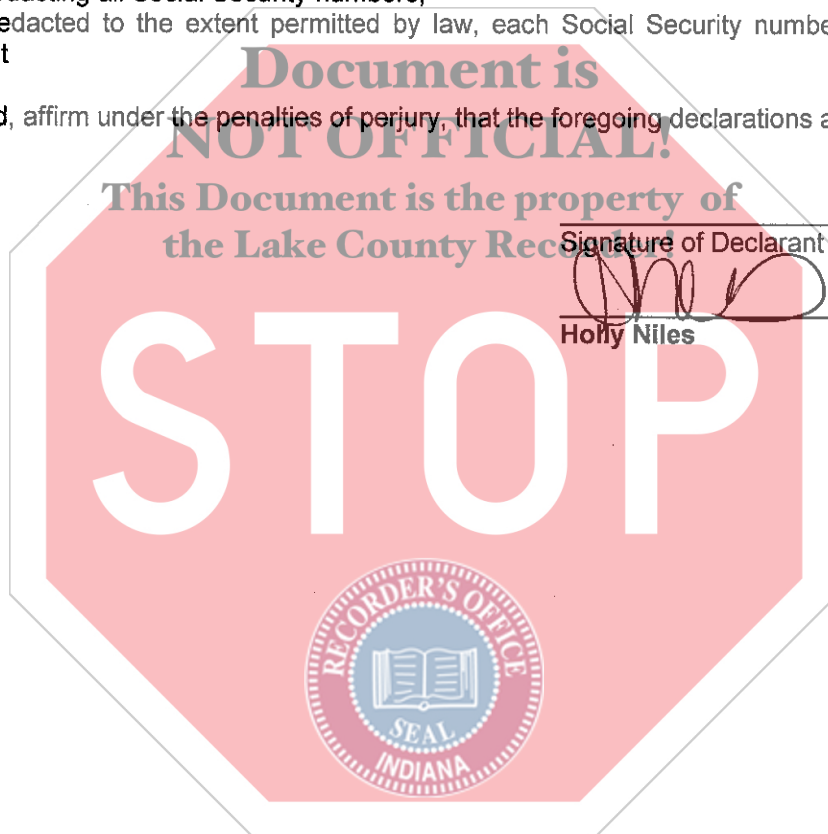 edacted to the extent permitted by law, each Social Security numbe
t
Document is
d, affirm under the penalties of perjury, that the foregoing declarations a
NOT OFFICIAL!
This Document is the property of
the Lake County Recorder!
Signature of Declarant
Holly Niles
STOP
RECORDER'S OFFICE
SEAL
INDIANA